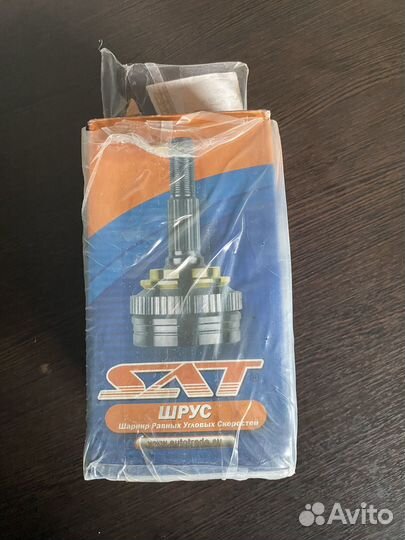 SAT
ШРУС
Шарнир Равных Угловых Скоростей
www.autotrade.su
Avito